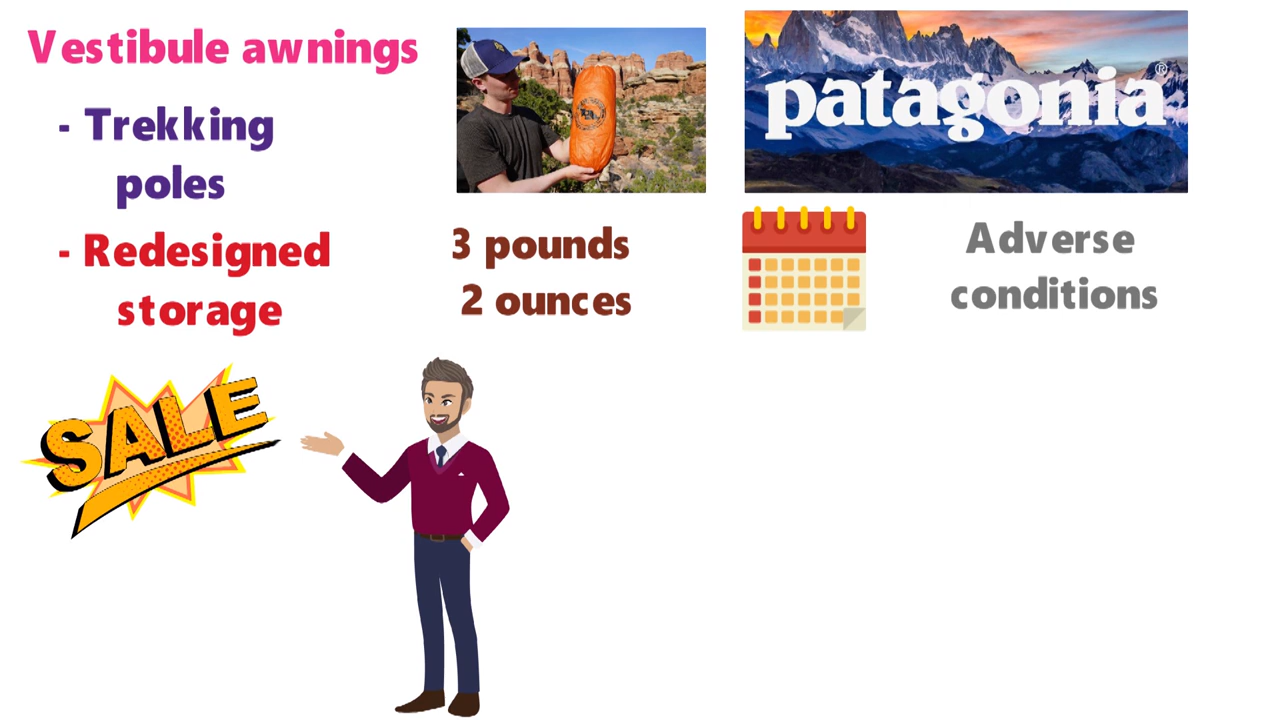 Vestibule awnings
- Trekking
poles
- Redesigned
storage
3 pounds
2 ounces
patagonia®
Adverse
conditions
SALE